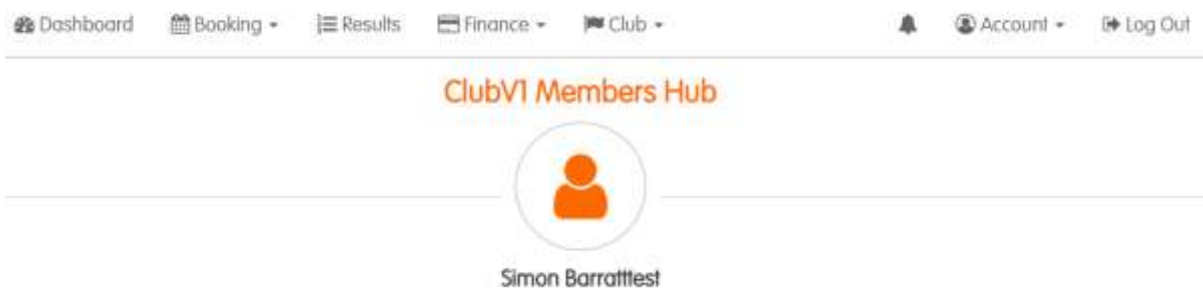 Dashboard Booking Results Finance Club Account Log Out
ClubV1 Members Hub
Simon Barratttest